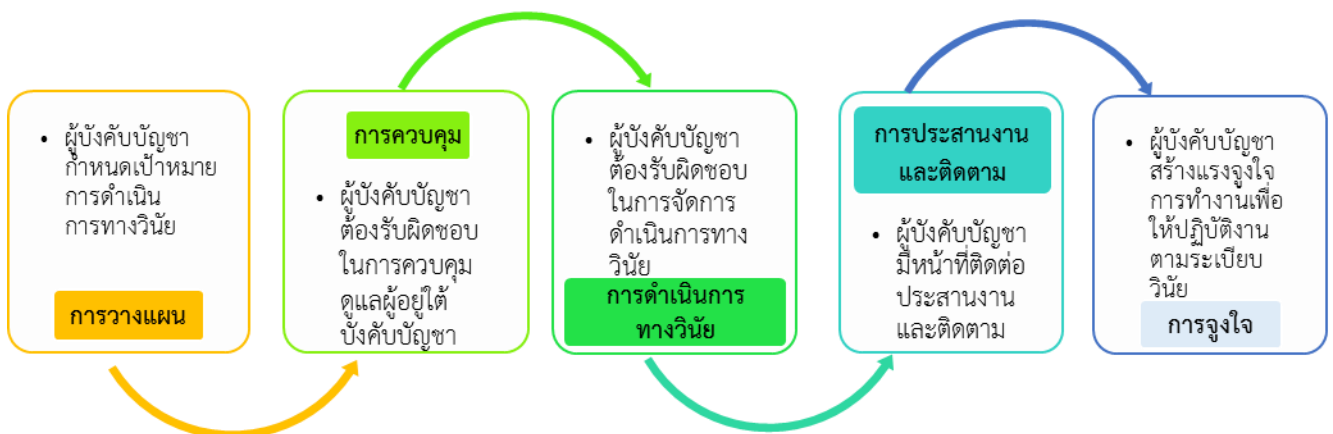 • ผู้บังคับบัญชา
กำหนดเป้าหมาย
การดำเนิน
การทางวินัย
การวางแผน
การควบคุม
• ผู้บังคับบัญชา
ต้องรับผิดชอบ
ในการควบคุม
ดูแลผู้อยู่ใต้
บังคับบัญชา
• ผู้บังคับบัญชา
ต้องรับผิดชอบ
ในการจัดการ
ดำเนินการทาง
วินัย
การดำเนินการ
ทางวินัย
การประสานงาน
และติดตาม
• ผู้บังคับบัญชา
มีหน้าที่ติดต่อ
ประสานงาน
และติดตาม
• ผู้บังคับบัญชา
สร้างแรงจูงใจ
การทำงานเพื่อ
ให้ปฏิบัติงาน
ตามระเบียบ
วินัย
การจูงใจ